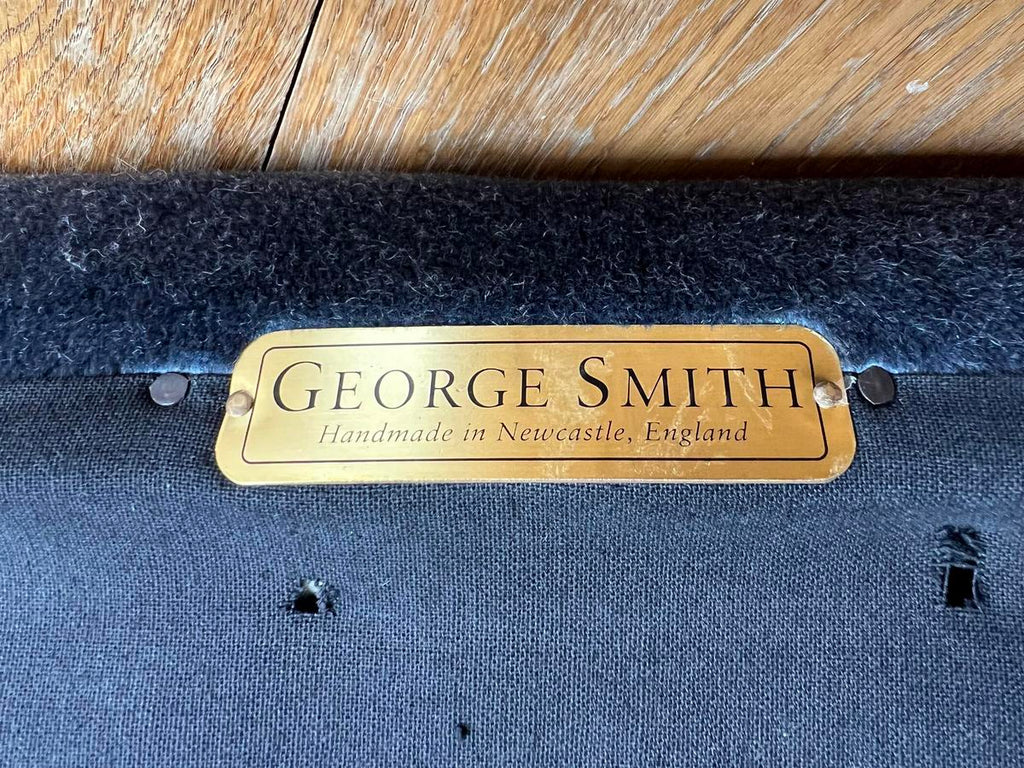 GEORGE SMITH
Handmade in Newcastle, England